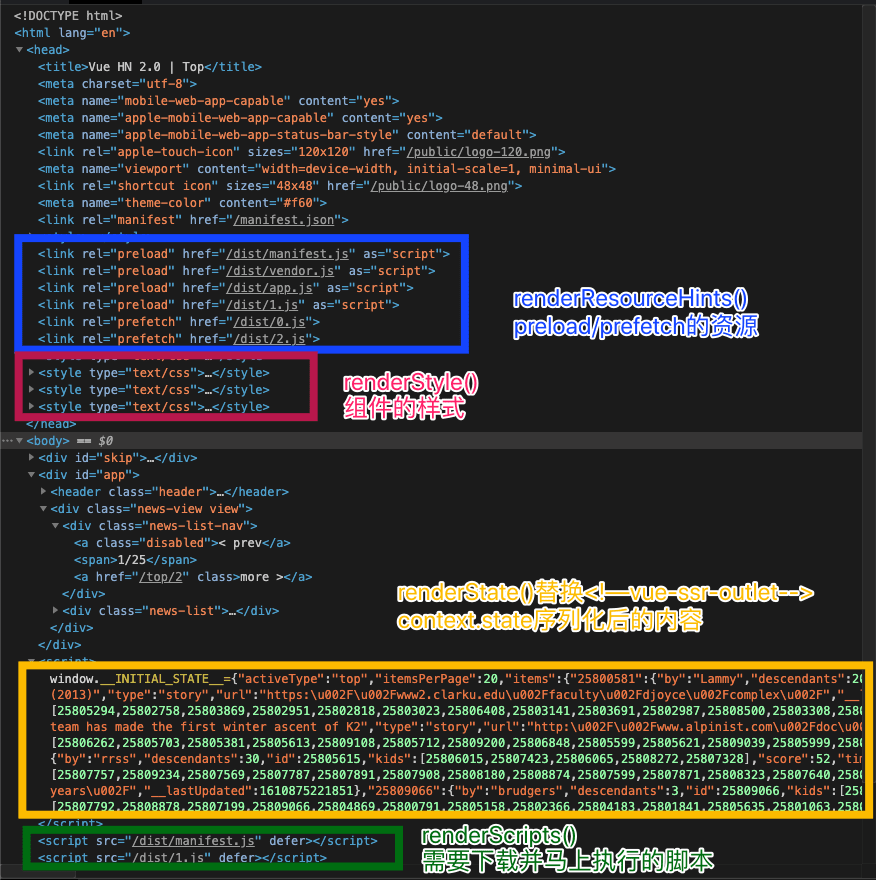 <!DOCTYPE html>
<html lang="en">
<head>
<title>Vue HN 2.0 | Top</title>
<meta charset="utf-8">
<meta name="mobile-web-app-capable" content="yes">
<meta name="apple-mobile-web-app-capable" content="yes">
<meta name="apple-mobile-web-app-status-bar-style" content="default">
<link rel="apple-touch-icon" sizes="120x120" href="/public/logo-120.png">
<meta name="viewport" content="width=device-width, initial-scale=1, minimal-ui">
<link rel="shortcut icon" sizes="48x48" href="/public/logo-48.png">
<meta name="theme-color" content="#f60">
<link rel="manifest" href="/manifest.json">
<link rel="preload" href="/dist/manifest.js" as="script">
<link rel="preload" href="/dist/vendor.js" as="script">
<link rel="preload" href="/dist/app.js" as="script">
<link rel="preload" href="/dist/1.js" as="script">
<link rel="prefetch" href="/dist/0.js">
<link rel="prefetch" href="/dist/2.js">
renderResourceHints()
preload/prefetch的资源
<style type="text/css">…</style>
<style type="text/css">…</style>
<style type="text/css">…</style>
renderStyle()
组件的样式
</head>
<body> == $0
<div id="skip">…</div>
<div id="app">
<header class="header">…</header>
<div class="news-view view">
<div class="news-list-nav">
<a class="disabled">< prev</a>
<span>1/25</span>
<a href="/top/2" class>more ></a>
</div>
<div class="news-list">…</div>
</div>
</div>
renderState()替换<!—vue-ssr-outlet-->
context.state序列化后的内容
<script>
window.__INITIAL_STATE__={"activeType":"top","itemsPerPage":20,"items":{"25800581":{"by":"Lammy","descendants":20
(2013)","type":"story","url":"https:\u002F\u002Fwww2.clarku.edu\u002Ffaculty\u002Fdjoyce\u002Fcomplex\u002F","__l
[25805294,25802758,25803869,25802951,25802818,25803023,25806408,25803141,25803691,25802987,25808500,25803308,2580
team has made the first winter ascent of K2","type":"story","url":"http:\u002F\u002Fwww.alpinist.com\u002Fdoc\u00
[25806262,25805703,25805381,25805613,25809108,25805712,25809200,25806848,25805599,25805621,25809039,25805999,2580
{"by":"rrss","descendants":30,"id":25805615,"kids":[25806015,25807423,25806065,25808272,25807328],"score":52,"tim
[25807757,25809234,25807569,25807787,25807891,25807908,25808180,25808874,25807599,25807871,25808323,25807640,2580
years\u002F","__lastUpdated":1610875221851},"25809066":{"by":"brudgers","descendants":3,"id":25809066,"kids":[258
[25807792,25808878,25807199,25809066,25804869,25800791,25805158,25802366,25804183,25801841,25805635,25801063,2580
</script>
<script src="/dist/manifest.js" defer></script>
<script src="/dist/1.js" defer></script>
renderScripts()
需要下载并马上执行的脚本